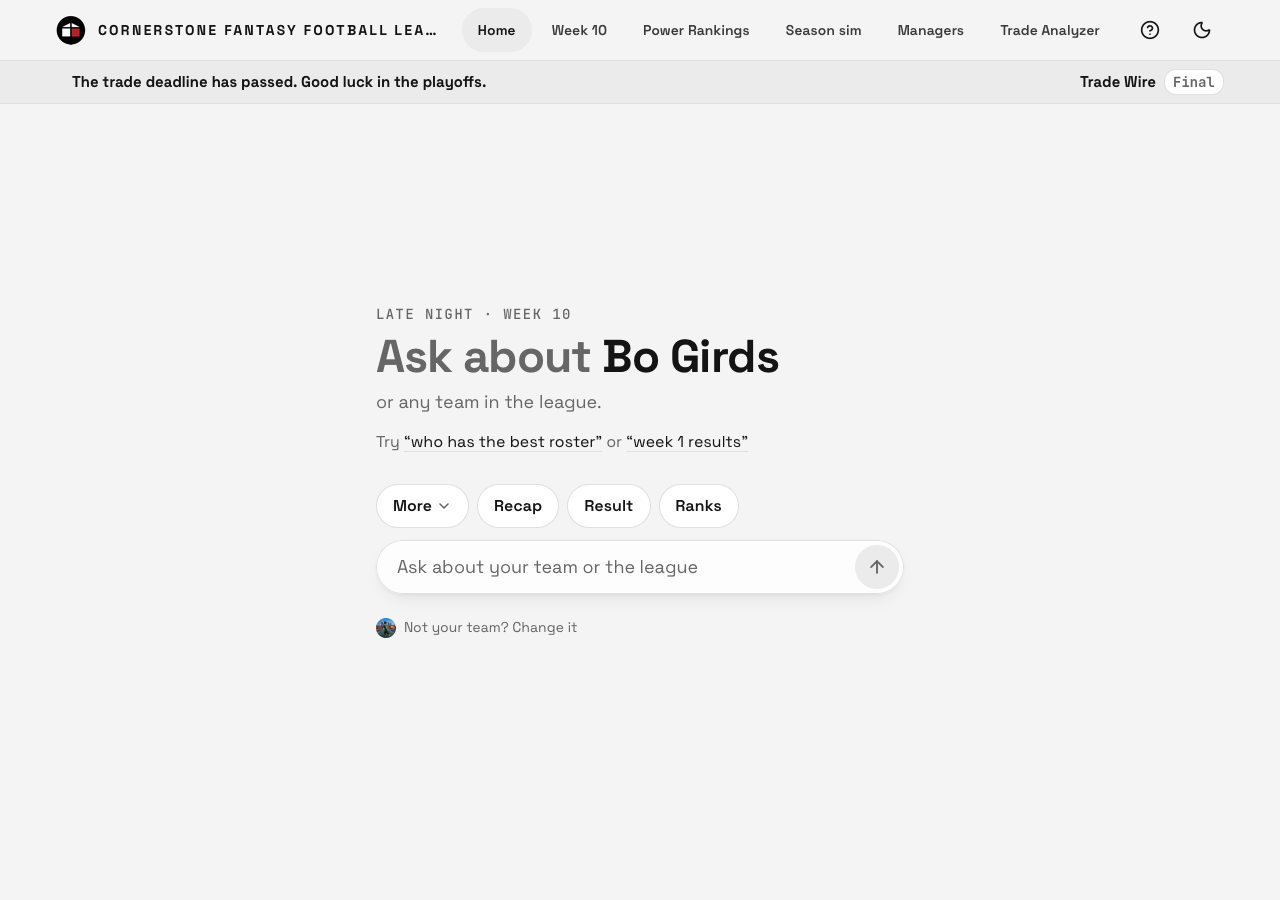 CORNERSTONE FANTASY FOOTBALL LEA…
Home
Week 10
Power Rankings
Season sim
Managers
Trade Analyzer
The trade deadline has passed. Good luck in the playoffs.
Trade Wire
Final
LATE NIGHT · WEEK 10
Ask about Bo Girds
or any team in the league.
Try “who has the best roster” or “week 1 results”
More
Recap
Result
Ranks
Ask about your team or the league
Not your team? Change it